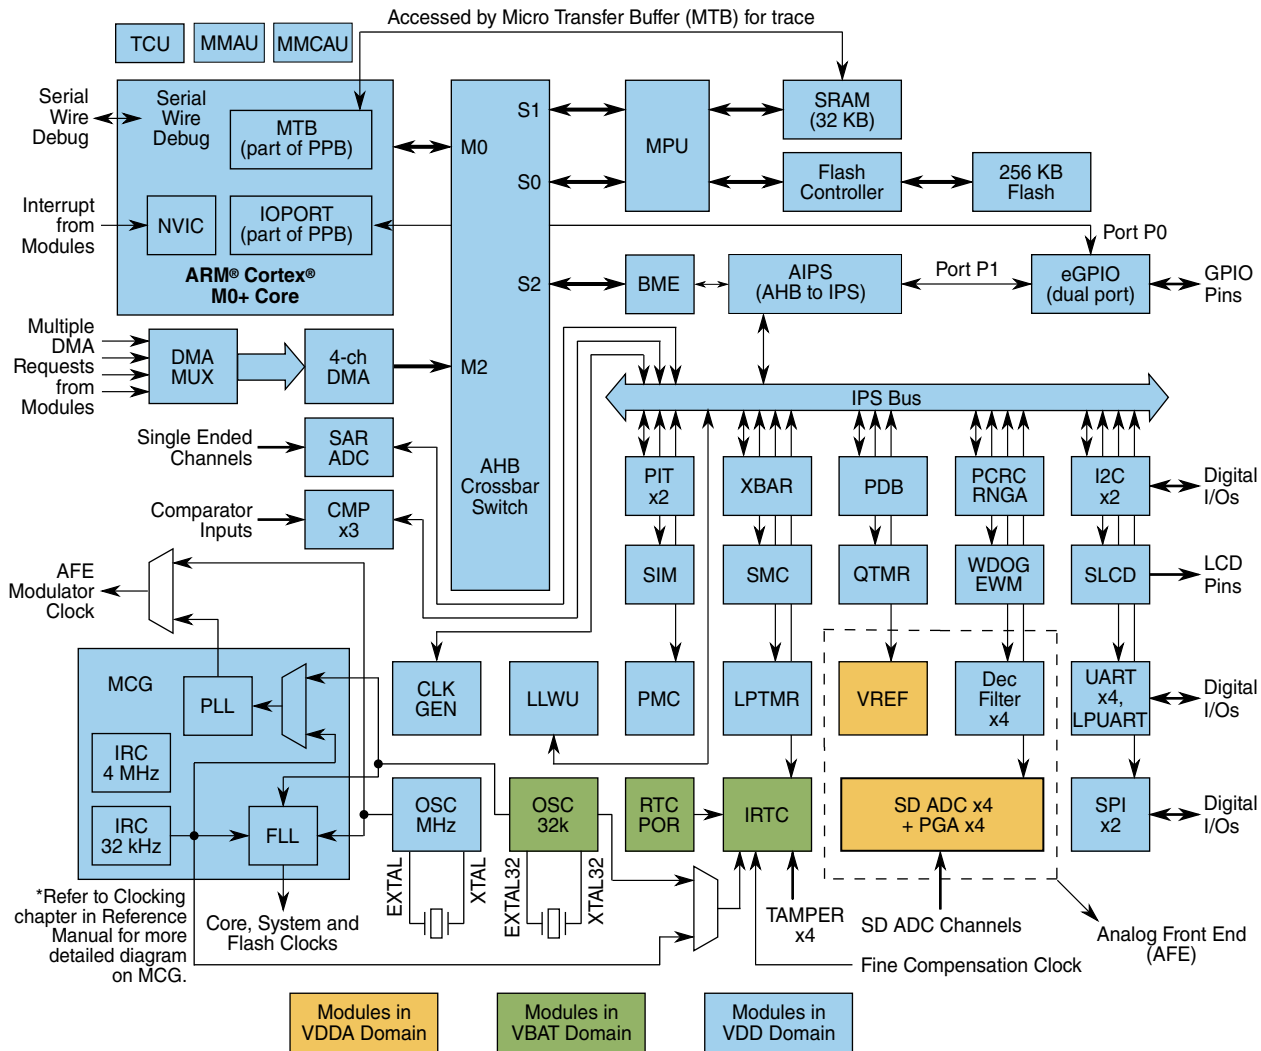 Accessed by Micro Transfer Buffer (MTB) for trace
TCU
MMAU
MMCAU
Serial
Wire
Debug
Serial
Wire
Debug
MTB
(part of PPB)
M0
S1
MPU
SRAM
(32 KB)
S0
Flash
Controller
256 KB
Flash
Interrupt
from
Modules
NVIC
IOPORT
(part of PPB)
ARM® Cortex®
M0+ Core
Port P0
S2
BME
AIPS
(AHB to IPS)
Port P1
eGPIO
(dual port)
GPIO
Pins
Multiple
DMA
Requests
from
Modules
DMA
MUX
4-ch
DMA
M2
IPS Bus
Single Ended
Channels
SAR
ADC
AHB
Crossbar
Switch
Comparator
Inputs
CMP
x3
PIT
x2
XBAR
PDB
PCRC
RNGA
I2C
x2
Digital
I/Os
SIM
SMC
QTMR
WDOG
EWM
SLCD
LCD
Pins
AFE
Modulator
Clock
MCG
PLL
CLK
GEN
LLWU
PMC
LPTMR
VREF
Dec
Filter
x4
UART
x4,
LPUART
Digital
I/Os
IRC
4 MHz
IRC
32 kHz
FLL
OSC
MHz
OSC
32k
RTC
POR
IRTC
SD ADC x4
+ PGA x4
SPI
x2
Digital
I/Os
EXTAL
XTAL
EXTAL32
XTAL32
*Refer to Clocking
chapter in Reference
Manual for more
detailed diagram
on MCG.
Core, System and
Flash Clocks
TAMPER
x4
SD ADC Channels
Analog Front End
(AFE)
Fine Compensation Clock
Modules in
VDDA Domain
Modules in
VBAT Domain
Modules in
VDD Domain